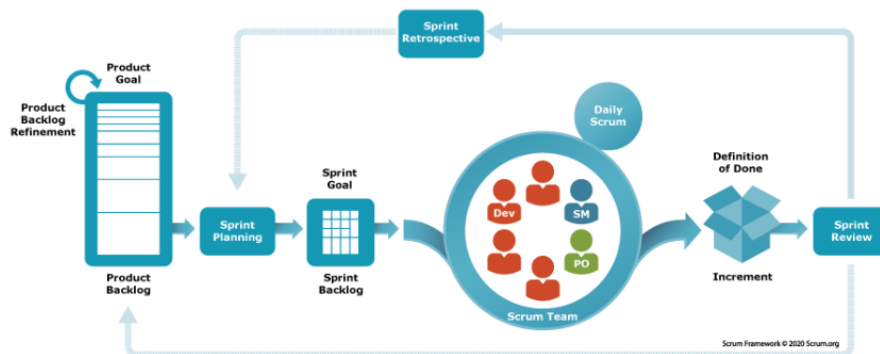 Sprint
Retrospective
Product
Goal
Product
Backlog
Refinement
Daily
Scrum
Definition
of Done
Sprint
Goal
Dev
SM
PO
Sprint
Planning
Sprint
Review
Product
Backlog
Sprint
Backlog
Increment
Scrum Team
Scrum Framework © 2020 Scrum.org